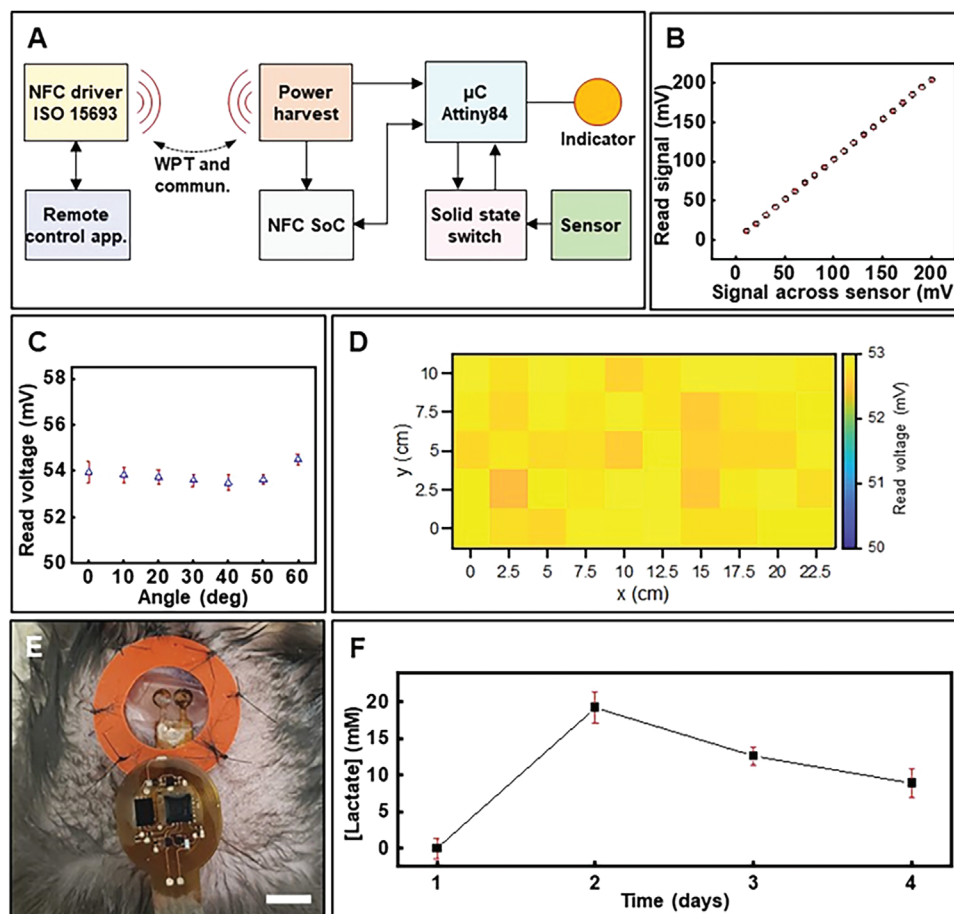 A
NFC driver
ISO 15693
Power
harvest
µC
Attiny84
Indicator
WPT and
commun.
Remote
control app.
NFC SoC
Solid state
switch
Sensor
B
Read signal (mV)
200
150
100
50
0
0 50 100 150 200
Signal across sensor (mV
C
Read voltage (mV)
58
56
54
52
50
0 10 20 30 40 50 60
Angle (deg)
D
y (cm)
10
7.5
5
2.5
0
0 2.5 5 7.5 10 12.5 15 17.5 20 22.5
x (cm)
53
52
51
50
Read voltage (mV)
E
F
[Lactate] (mM)
20
15
10
5
0
1 2 3 4
Time (days)